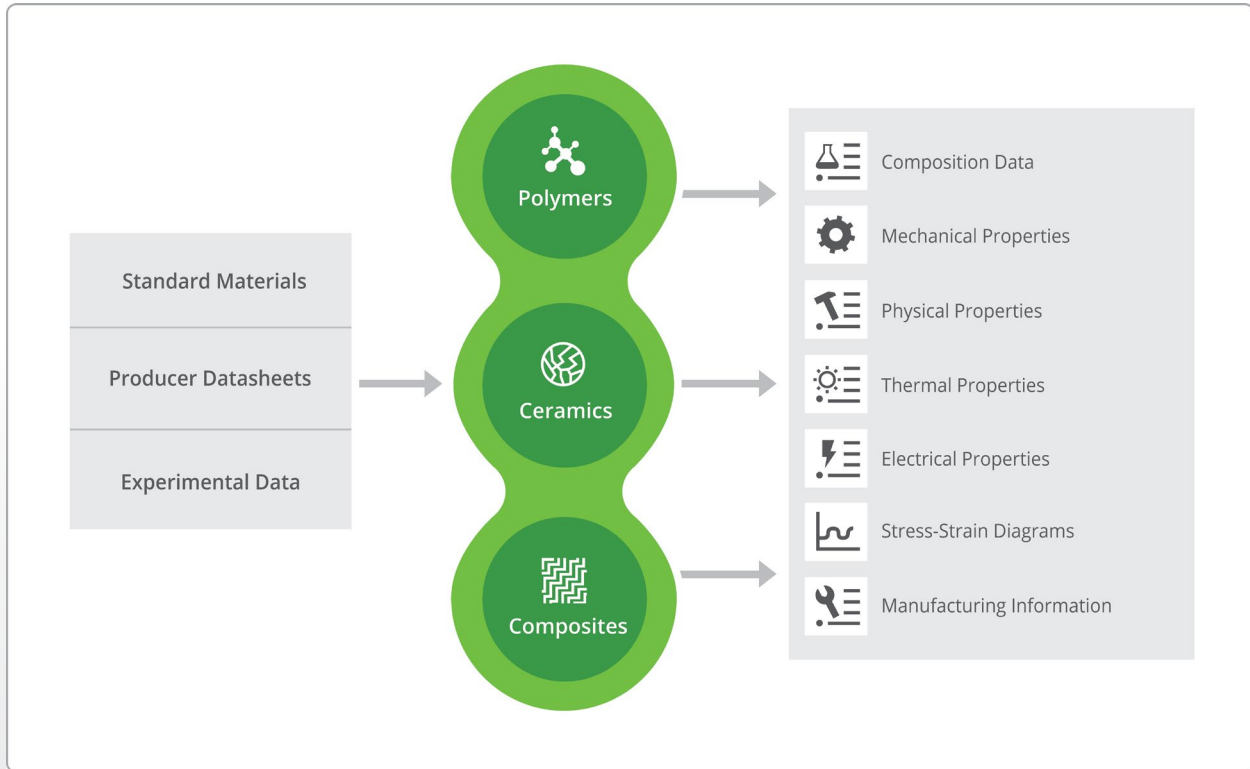 Standard Materials
Producer Datasheets
Experimental Data
Polymers
Ceramics
Composites
Composition Data
Mechanical Properties
Physical Properties
Thermal Properties
Electrical Properties
Stress-Strain Diagrams
Manufacturing Information